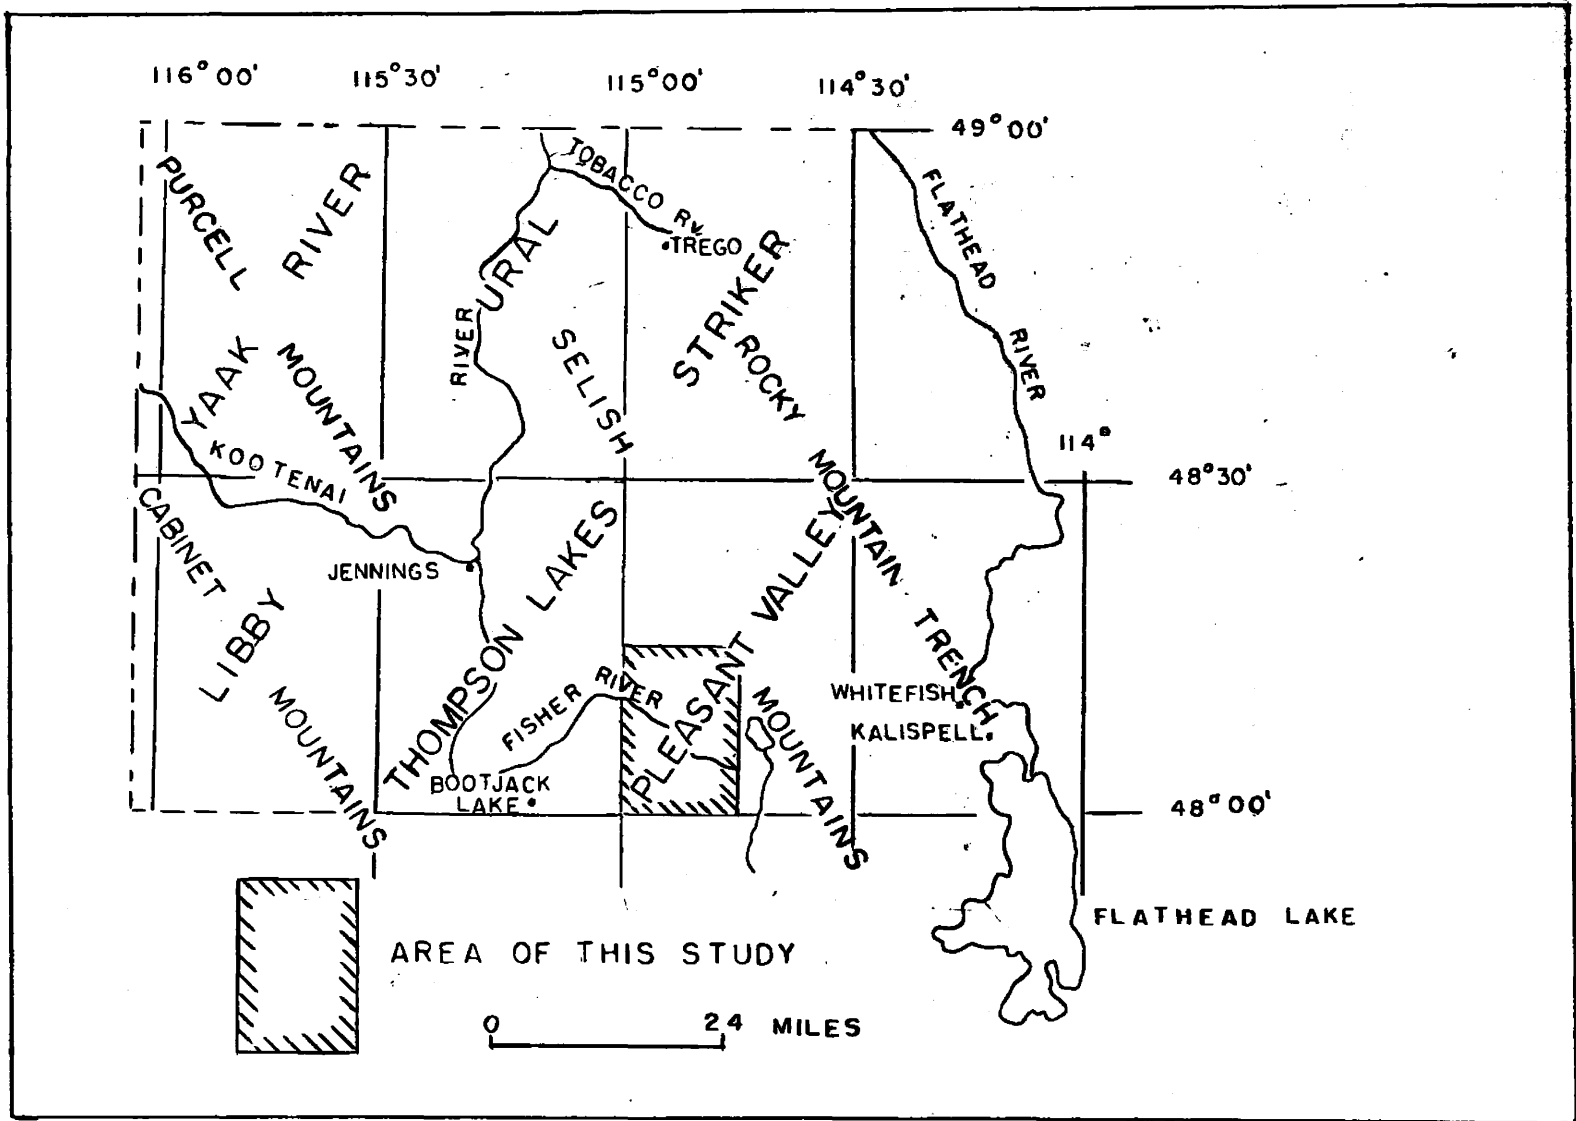 116°00' 115°30' 115°00' 114°30'
49°00'
PURCELL
MOUNTAINS
YAAK RIVER
TOBACCO RV.
TREGO
URAL
RIVER
SELISH
STRIKER
ROCKY MOUNTAIN TRENCH
FLATHEAD RIVER
114°
48°30'
KOOTENAI
CABINET
MOUNTAINS
LIBBY
JENNINGS
THOMPSON LAKES
FISHER RIVER
PLEASANT VALLEY
MOUNTAINS
WHITEFISH
KALISPELL
BOOTJACK
LAKE
48°00'
FLATHEAD LAKE
AREA OF THIS STUDY
0 24 MILES